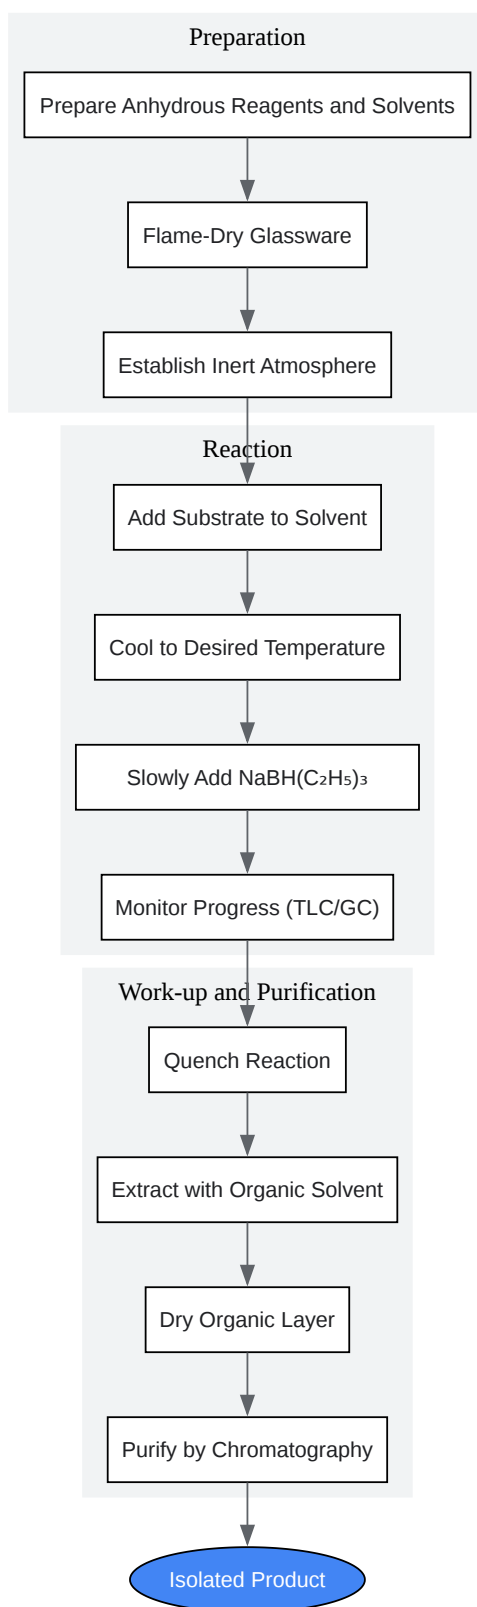 Preparation
Prepare Anhydrous Reagents and Solvents
Flame-Dry Glassware
Establish Inert Atmosphere
Reaction
Add Substrate to Solvent
Cool to Desired Temperature
Slowly Add NaBH(C₂H₅)₃
Monitor Progress (TLC/GC)
Work-up and Purification
Quench Reaction
Extract with Organic Solvent
Dry Organic Layer
Purify by Chromatography
Isolated Product